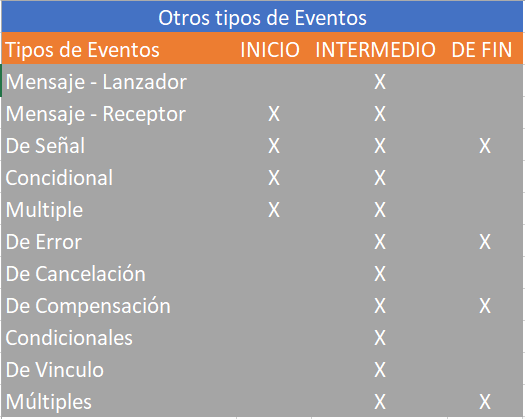 Otros tipos de Eventos
Tipos de Eventos INICIO INTERMEDIO DE FIN
Mensaje - Lanzador X
Mensaje - Receptor X X
De Señal X X X
Concidional X X
Multiple X X
De Error X X
De Cancelación X
De Compensación X X
Condicionales X
De Vinculo X
Múltiples X X